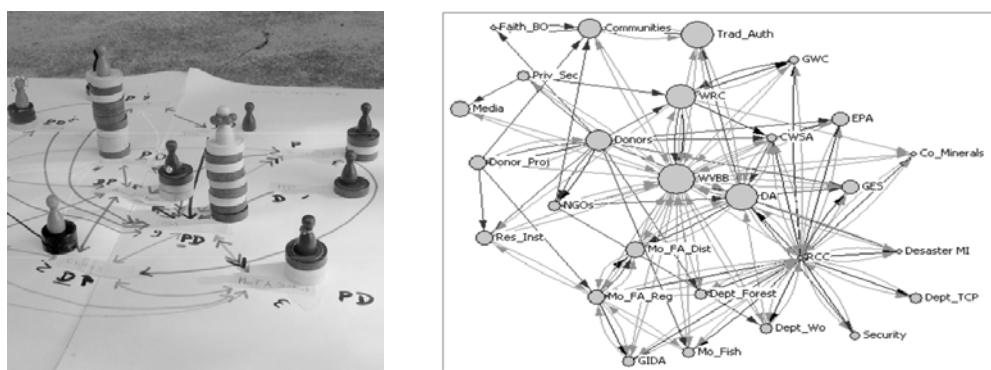 PD
PD
PD
DP
PD
Faith_BO
Communities
Trad_Auth
GWC
Priv_Sec
WRC
Media
EPA
Donors
CWSA
Co_Minerals
Donor_Proj
WVBB
DA
GES
NGOs
Res_Inst
Mo_FA_Dist
RCC
Desaster MI
Mo_FA_Reg
Dept_Forest
Dept_TCP
Dept_Wo
Security
GIDA
Mo_Fish